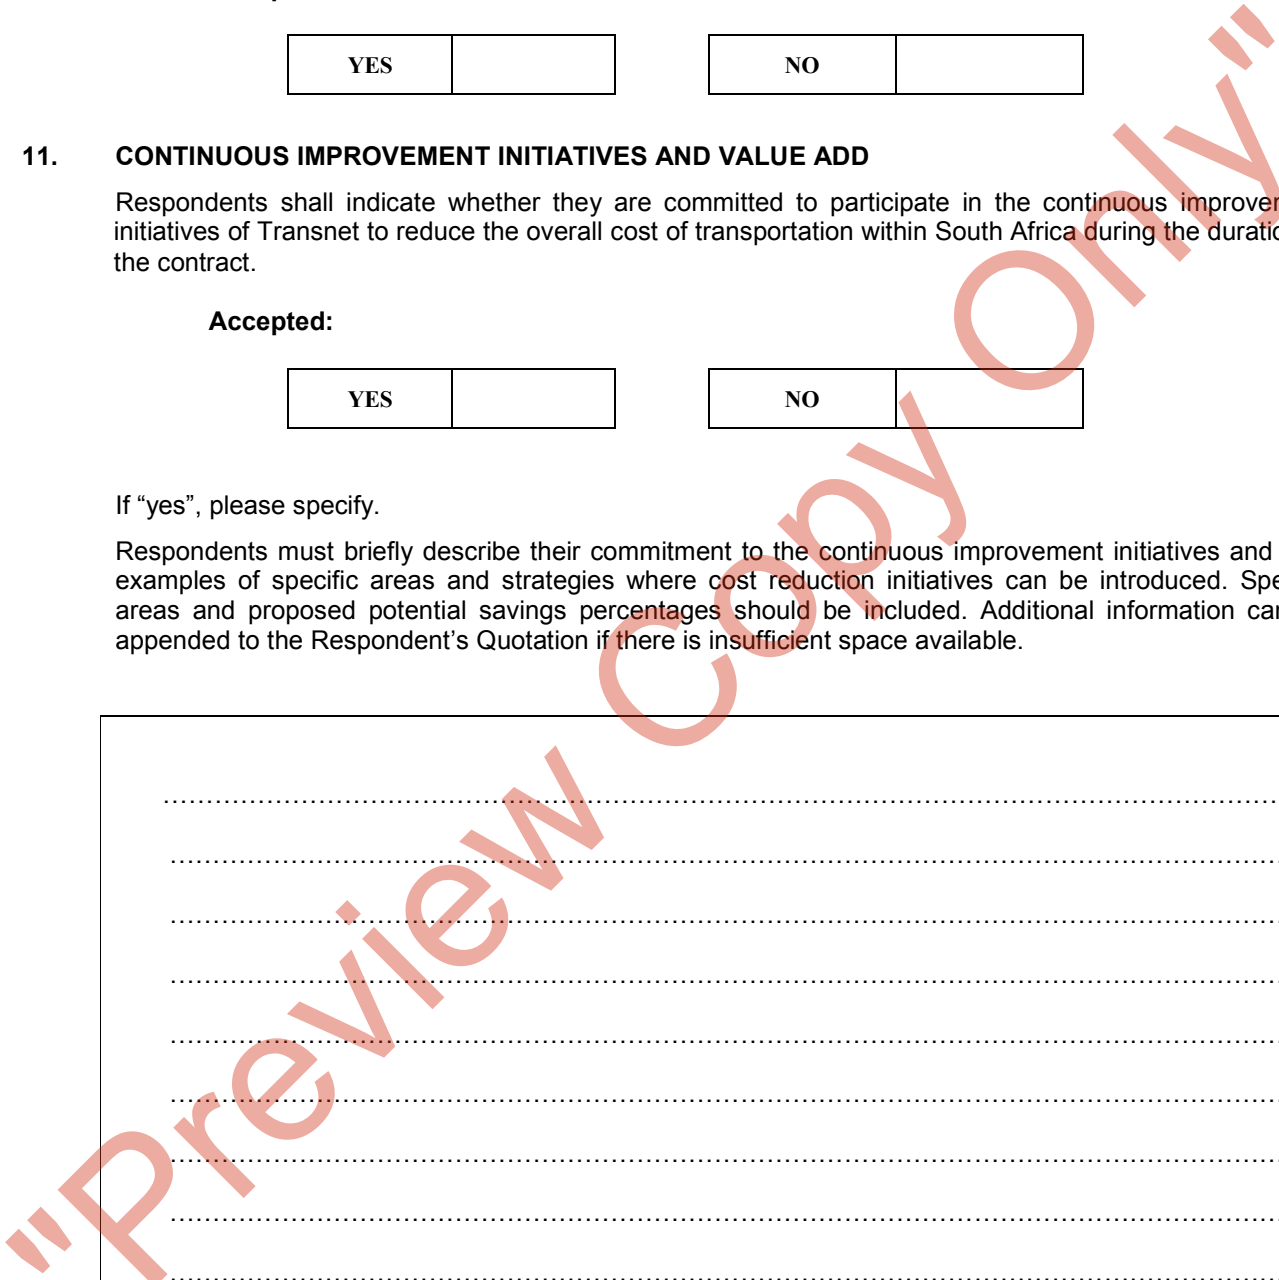 YES NO
11. CONTINUOUS IMPROVEMENT INITIATIVES AND VALUE ADD
Respondents shall indicate whether they are committed to participate in the continuous
initiatives of Transnet to reduce the overall cost of transportation within South Africa during the
the contract.
Accepted:
YES NO
If “yes”, please specify.
Respondents must briefly describe their commitment to the continuous improvement initiatives and
examples of specific areas and strategies where cost reduction initiatives can be introduced.
areas and proposed potential savings percentages should be included. Additional information
appended to the Respondent’s Quotation if there is insufficient space available.
"Preview Copy Only"